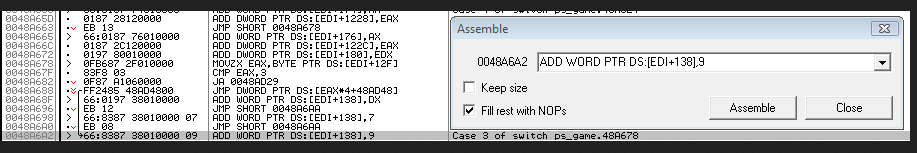 0048A663 EB 13 JMP SHORT 0048A678
0187 28120000 ADD DWORD PTR DS:[EDI+1228],EAX
0048A665 66:0187 76010000 ADD WORD PTR DS:[EDI+176],AX
0048A66C 0187 2C120000 ADD DWORD PTR DS:[EDI+122C],EAX
0048A672 0197 80010000 ADD DWORD PTR DS:[EDI+180],EDX
0048A678 0FB687 2F010000 MOVZX EAX,BYTE PTR DS:[EDI+12F]
0048A67F 83F8 03 CMP EAX,3
0048A682 0F87 A1060000 JA 0048AD29
0048A688 FF2485 48AD4800 JMP DWORD PTR DS:[EAX*4+48AD48]
0048A68F 66:0197 38010000 ADD WORD PTR DS:[EDI+138],DX
0048A696 EB 12 JMP SHORT 0048A6AA
0048A698 > 66:8387 38010000 07 ADD WORD PTR DS:[EDI+138],7
0048A6A0 EB 08 JMP SHORT 0048A6AA
0048A6A2 > 66:8387 38010000 09 ADD WORD PTR DS:[EDI+138],9 Case 3 of switch ps_game.48A678
Assemble
0048A6A2 ADD WORD PTR DS:[EDI+138],9
Keep size
Fill rest with NOPs
Assemble Close